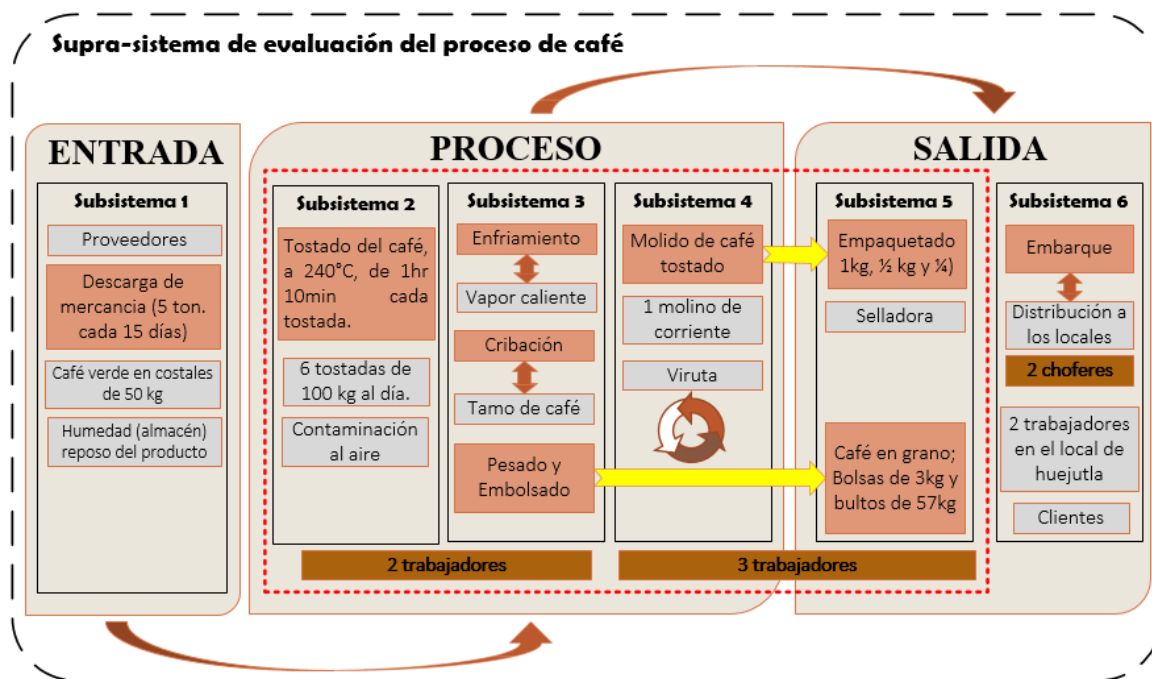 Supra-sistema de evaluación del proceso de café
ENTRADA
Subsistema 1
Proveedores
Descarga de
mercancia (5 ton.
cada 15 días)
Café verde en costales
de 50 kg
Humedad (almacén)
reposo del producto
PROCESO
Subsistema 2
Tostado del café,
a 240°C, de 1hr
10min cada
tostada.
6 tostadas de
100 kg al día.
Contaminación
al aire
Subsistema 3
Enfriamiento
Vapor caliente
Cribación
Tamo de café
Pesado y
Embolsado
2 trabajadores
Subsistema 4
Molido de café
tostado
1 molino de
corriente
Viruta
3 trabajadores
SALIDA
Subsistema 5
Empaquetado
1kg, ½ kg y ¼)
Selladora
Café en grano;
Bolsas de 3kg y
bultos de 57kg
Subsistema 6
Embarque
Distribución a
los locales
2 choferes
2 trabajadores
en el local de
huejutla
Clientes